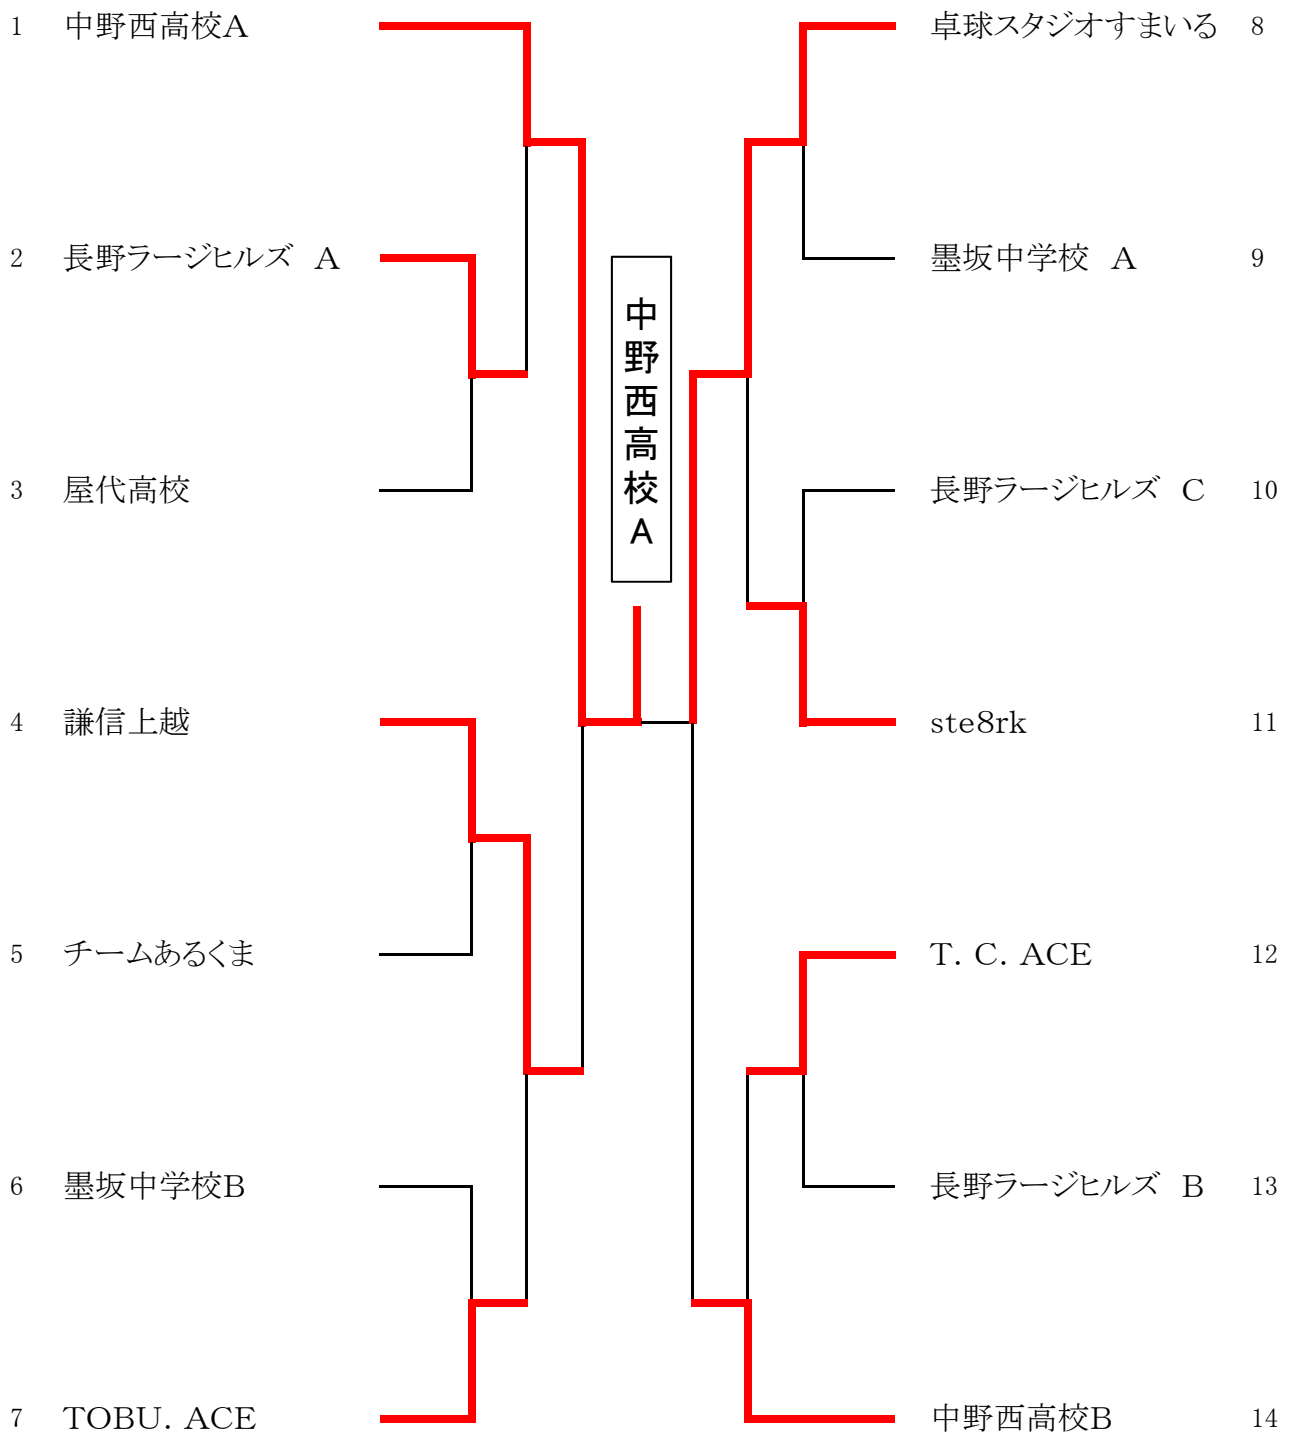 1 中野西高校A
2 長野ラージヒルズ A
3 屋代高校
4 謙信上越
5 チームあるくま
6 墨坂中学校B
7 TOBU. ACE
中野西高校A
卓球スタジオすまいる 8
墨坂中学校 A 9
長野ラージヒルズ C 10
ste8rk 11
T. C. ACE 12
長野ラージヒルズ B 13
中野西高校B 14